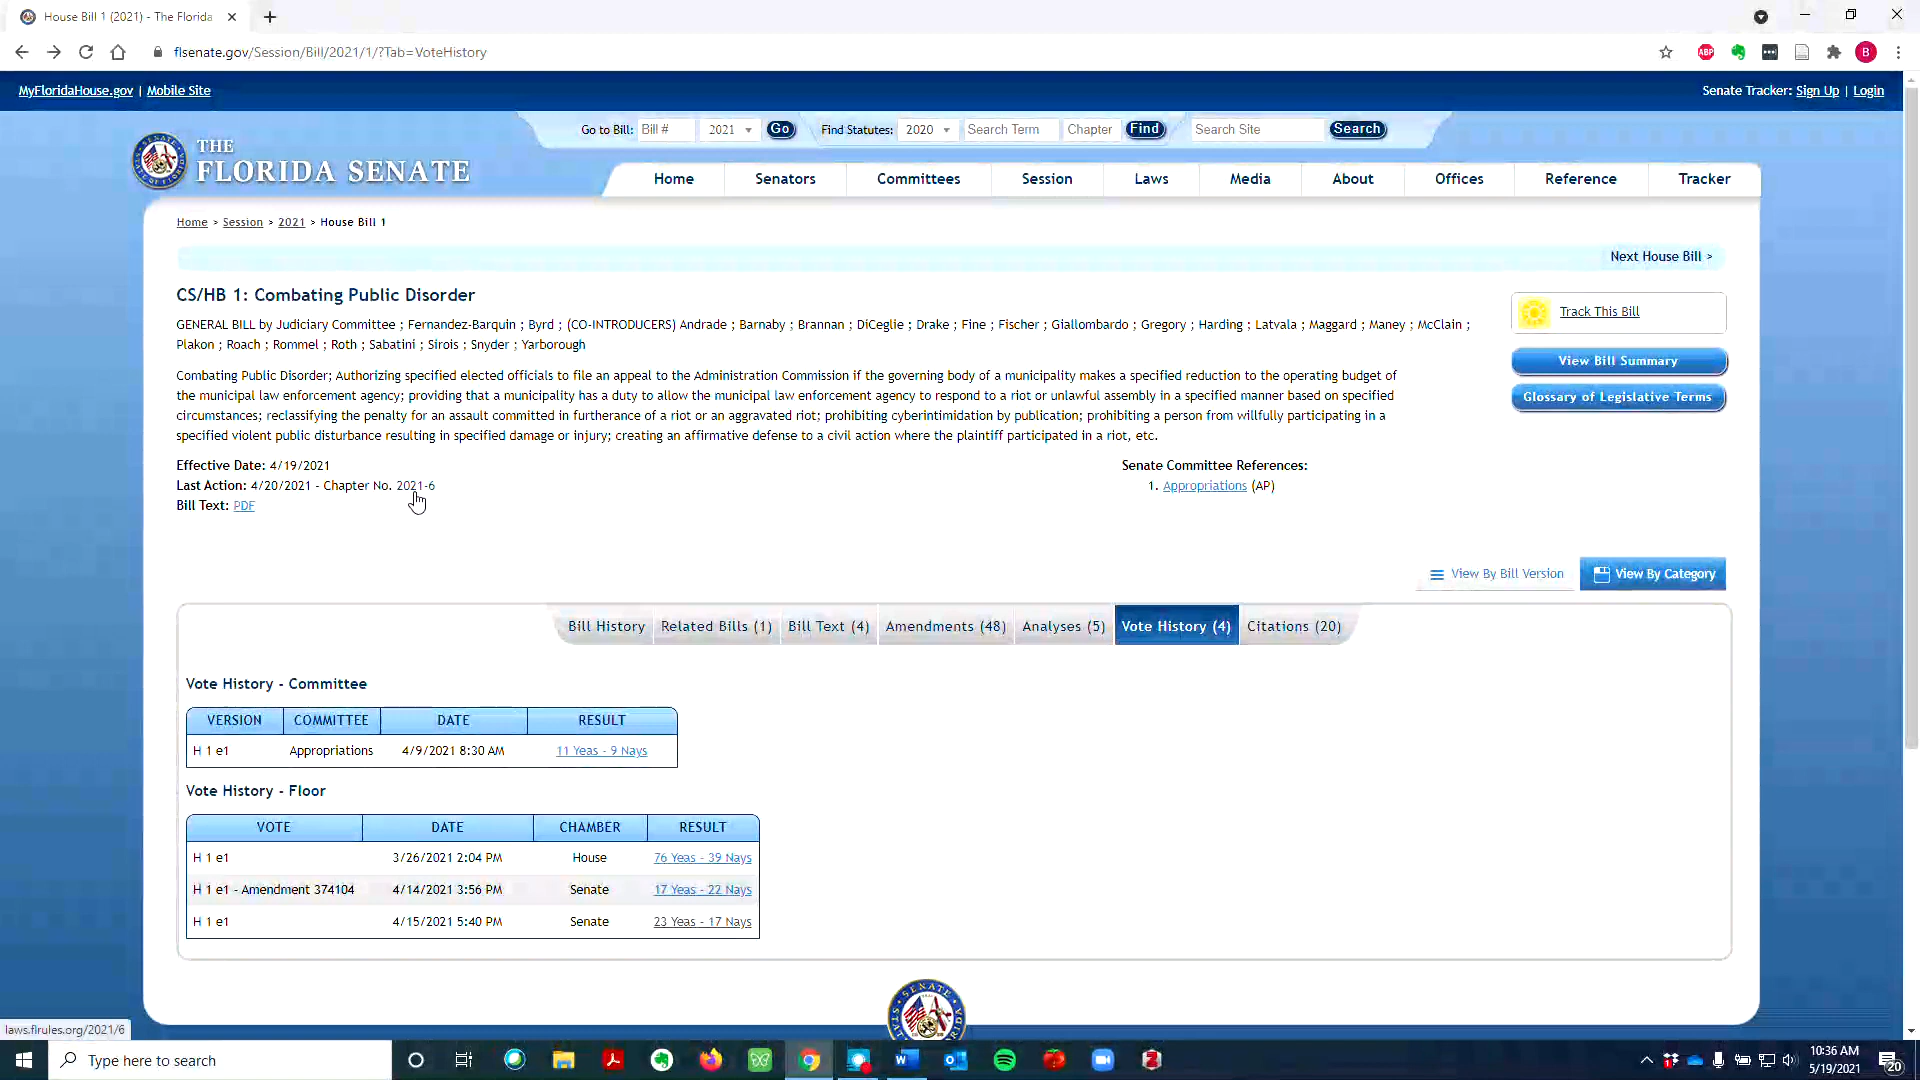 House Bill 1 (2021) - The Florida
flsenate.gov/Session/Bill/2021/1/?Tab=VoteHistory
ABP
B
MyFloridaHouse.gov | Mobile Site
Senate Tracker: Sign Up | Login
Go to Bill: Bill # 2021 Go Find Statutes: 2020 Search Term Chapter Find Search Site Search
THE
FLORIDA SENATE
Home Senators Committees Session Laws Media About Offices Reference Tracker
Home > Session > 2021 > House Bill 1
Next House Bill >
CS/HB 1: Combating Public Disorder
GENERAL BILL by Judiciary Committee ; Fernandez-Barquin ; Byrd ; (CO-INTRODUCERS) Andrade ; Barnaby ; Brannan ; DiCeglie ; Drake ; Fine ; Fischer ; Giallombardo ; Gregory ; Harding ; Latvala ; Maggard ; Maney ; McClain ;
Plakon ; Roach ; Rommel ; Roth ; Sabatini ; Sirois ; Snyder ; Yarborough
Track This Bill
View Bill Summary
Glossary of Legislative Terms
Combating Public Disorder; Authorizing specified elected officials to file an appeal to the Administration Commission if the governing body of a municipality makes a specified reduction to the operating budget of
the municipal law enforcement agency; providing that a municipality has a duty to allow the municipal law enforcement agency to respond to a riot or unlawful assembly in a specified manner based on specified
circumstances; reclassifying the penalty for an assault committed in furtherance of a riot or an aggravated riot; prohibiting cyberintimidation by publication; prohibiting a person from willfully participating in a
specified violent public disturbance resulting in specified damage or injury; creating an affirmative defense to a civil action where the plaintiff participated in a riot, etc.
Effective Date: 4/19/2021
Last Action: 4/20/2021 - Chapter No. 2021-6
Bill Text: PDF
Senate Committee References:
1. Appropriations (AP)
View By Bill Version View By Category
Bill History Related Bills (1) Bill Text (4) Amendments (48) Analyses (5) Vote History (4) Citations (20)
Vote History - Committee
VERSION COMMITTEE DATE RESULT
H 1 e1 Appropriations 4/9/2021 8:30 AM 11 Yeas - 9 Nays
Vote History - Floor
VOTE DATE CHAMBER RESULT
H 1 e1 3/26/2021 2:04 PM House 76 Yeas - 39 Nays
H 1 e1 - Amendment 374104 4/14/2021 3:56 PM Senate 17 Yeas - 22 Nays
H 1 e1 4/15/2021 5:40 PM Senate 23 Yeas - 17 Nays
SENATE
laws.flrules.org/2021/6
Type here to search
10:36 AM
5/19/2021
20